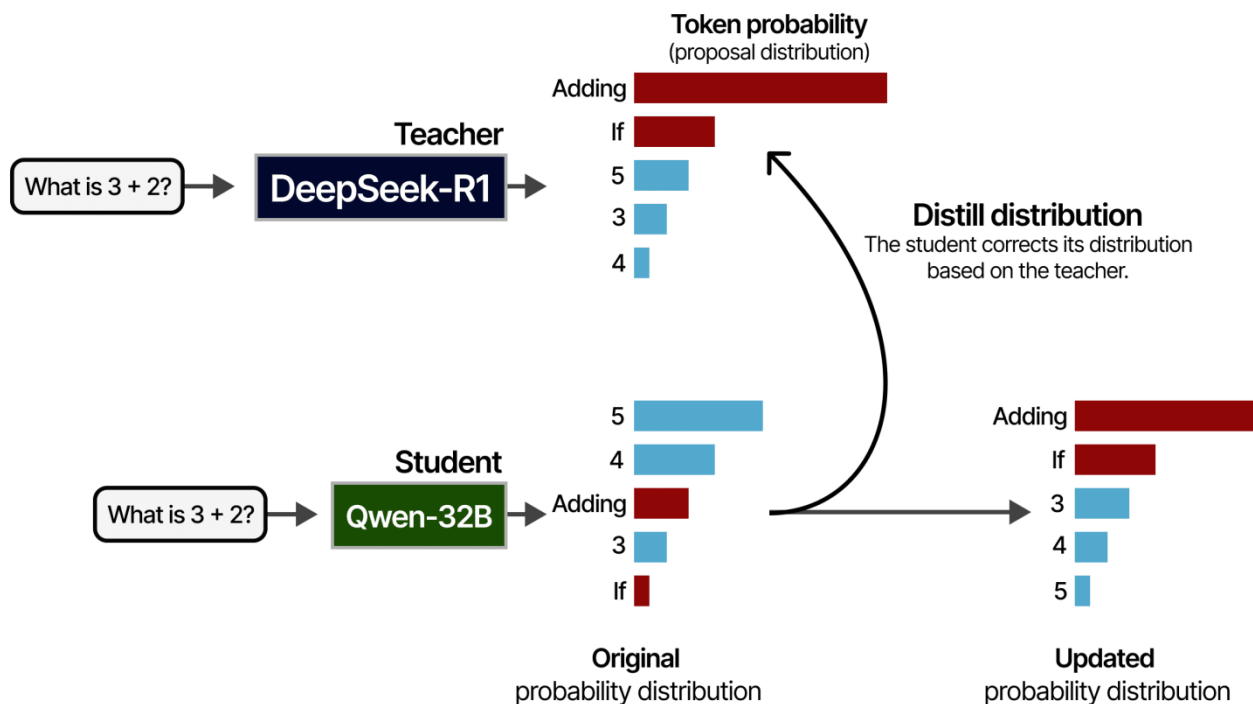 Token probability
(proposal distribution)
Adding
If
5
3
4
Teacher
What is 3 + 2?
DeepSeek-R1
Distill distribution
The student corrects its distribution
based on the teacher.
5
4
Adding
3
If
Student
What is 3 + 2?
Qwen-32B
Adding
If
3
4
5
Original
probability distribution
Updated
probability distribution